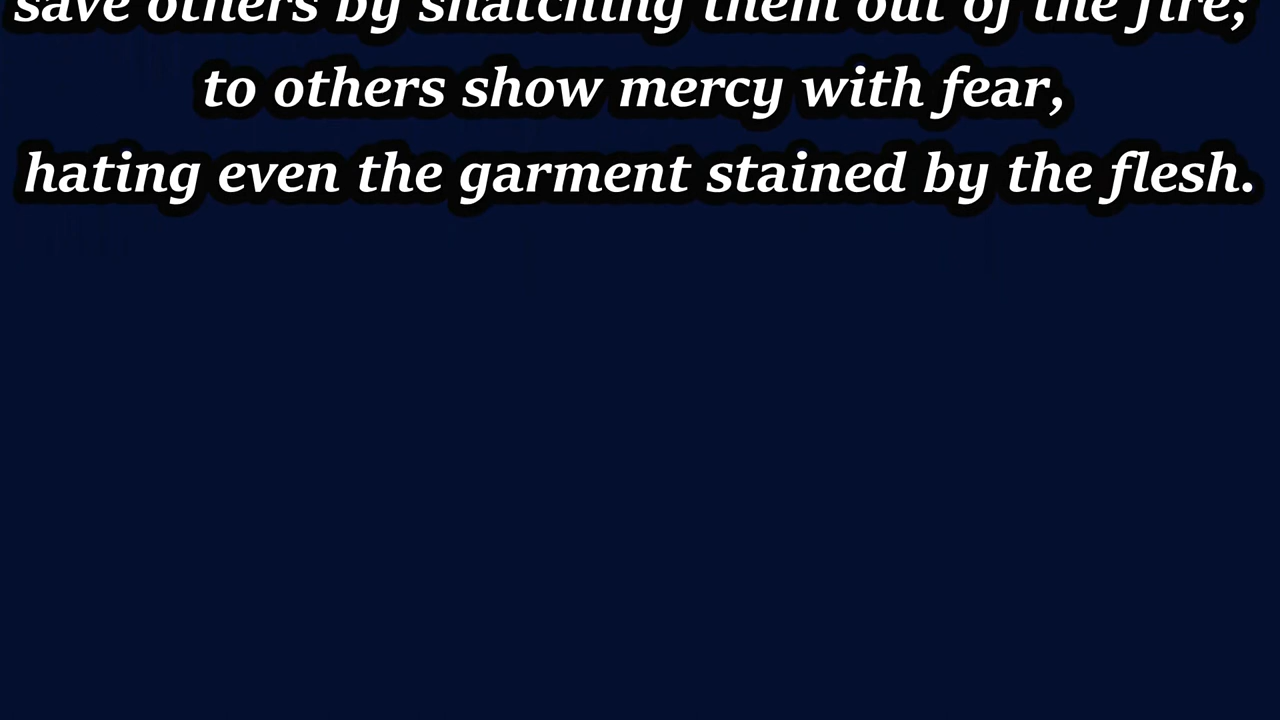 save others by snatching them out of the fire;
to others show mercy with fear,
hating even the garment stained by the flesh.